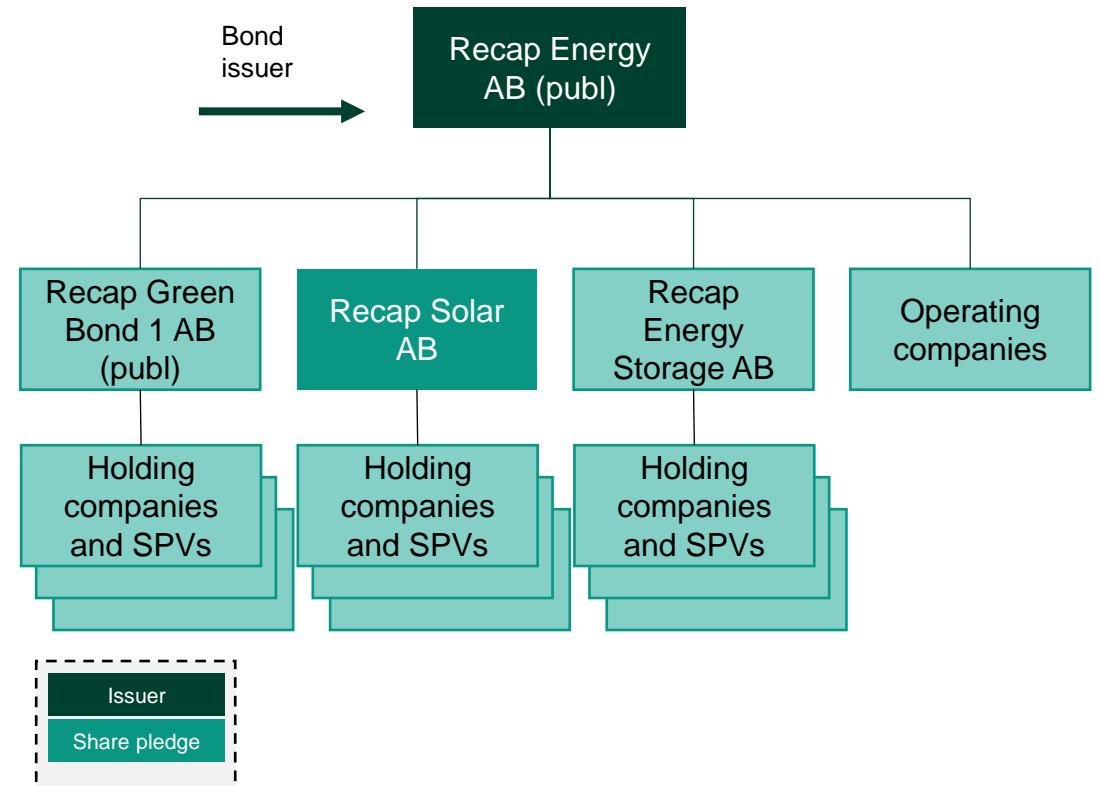 Bond
issuer
Recap Energy
AB (publ)
Recap Green
Bond 1 AB
(publ)
Recap Solar
AB
Recap
Energy
Storage AB
Operating
companies
Holding
companies
and SPVs
Holding
companies
and SPVs
Holding
companies
and SPVs
Issuer
Share pledge